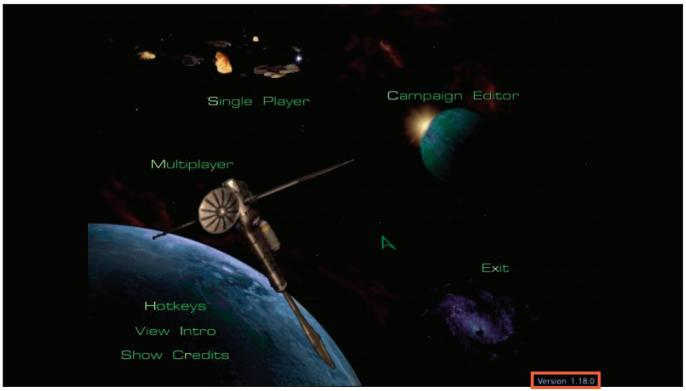 Single Player
Campaign Editor
Multiplayer
Exit
Hotkeys
View Intro
Show Credits
Version 1.18.0